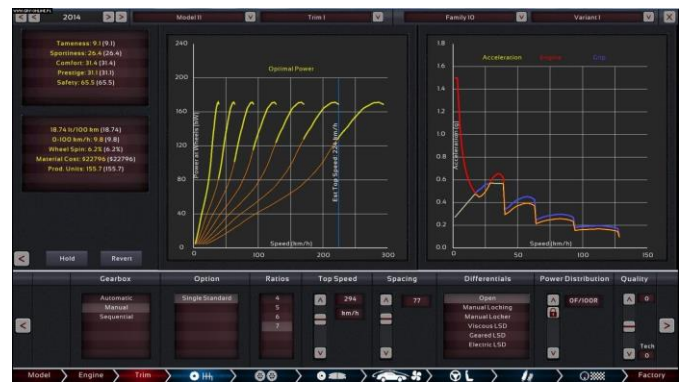 2014
Model II
Trim I
Family IO
Variant I
Tameness: 9.1 (9.1)
Sportiness: 26.4 (26.4)
Comfort: 31.4 (31.4)
Prestige: 31.1 (31.1)
Safety: 65.5 (65.5)
18.74 lt/100 km (18.74)
0-100 km/h: 9.8 (9.8)
Wheel Spin: 6.2% (6.2%)
Material Cost: $22796 ($22796)
Prod. Units: 155.7 (155.7)
Hold
Revert
240
200
160
120
80
40
0
Optimal Power
Power at Wheels (kW)
Est Top Speed: 224 km/h
Speed (km/h)
0
100
200
300
1.8
1.6
1.4
1.2
1.0
0.8
0.6
0.4
0.2
0.0
Acceleration
Engine
Grip
Acceleration (g)
Speed (km/h)
0
50
100
150
Gearbox
Option
Ratios
Top Speed
Spacing
Differentials
Power Distribution
Quality
Automatic
Manual
Sequential
Single Standard
4
5
6
7
294
km/h
77
Open
Manual Locking
Manual Locker
Viscous LSD
Geared LSD
Electric LSD
0F/100R
0
Tech
0
Model
Engine
Trim
Factory